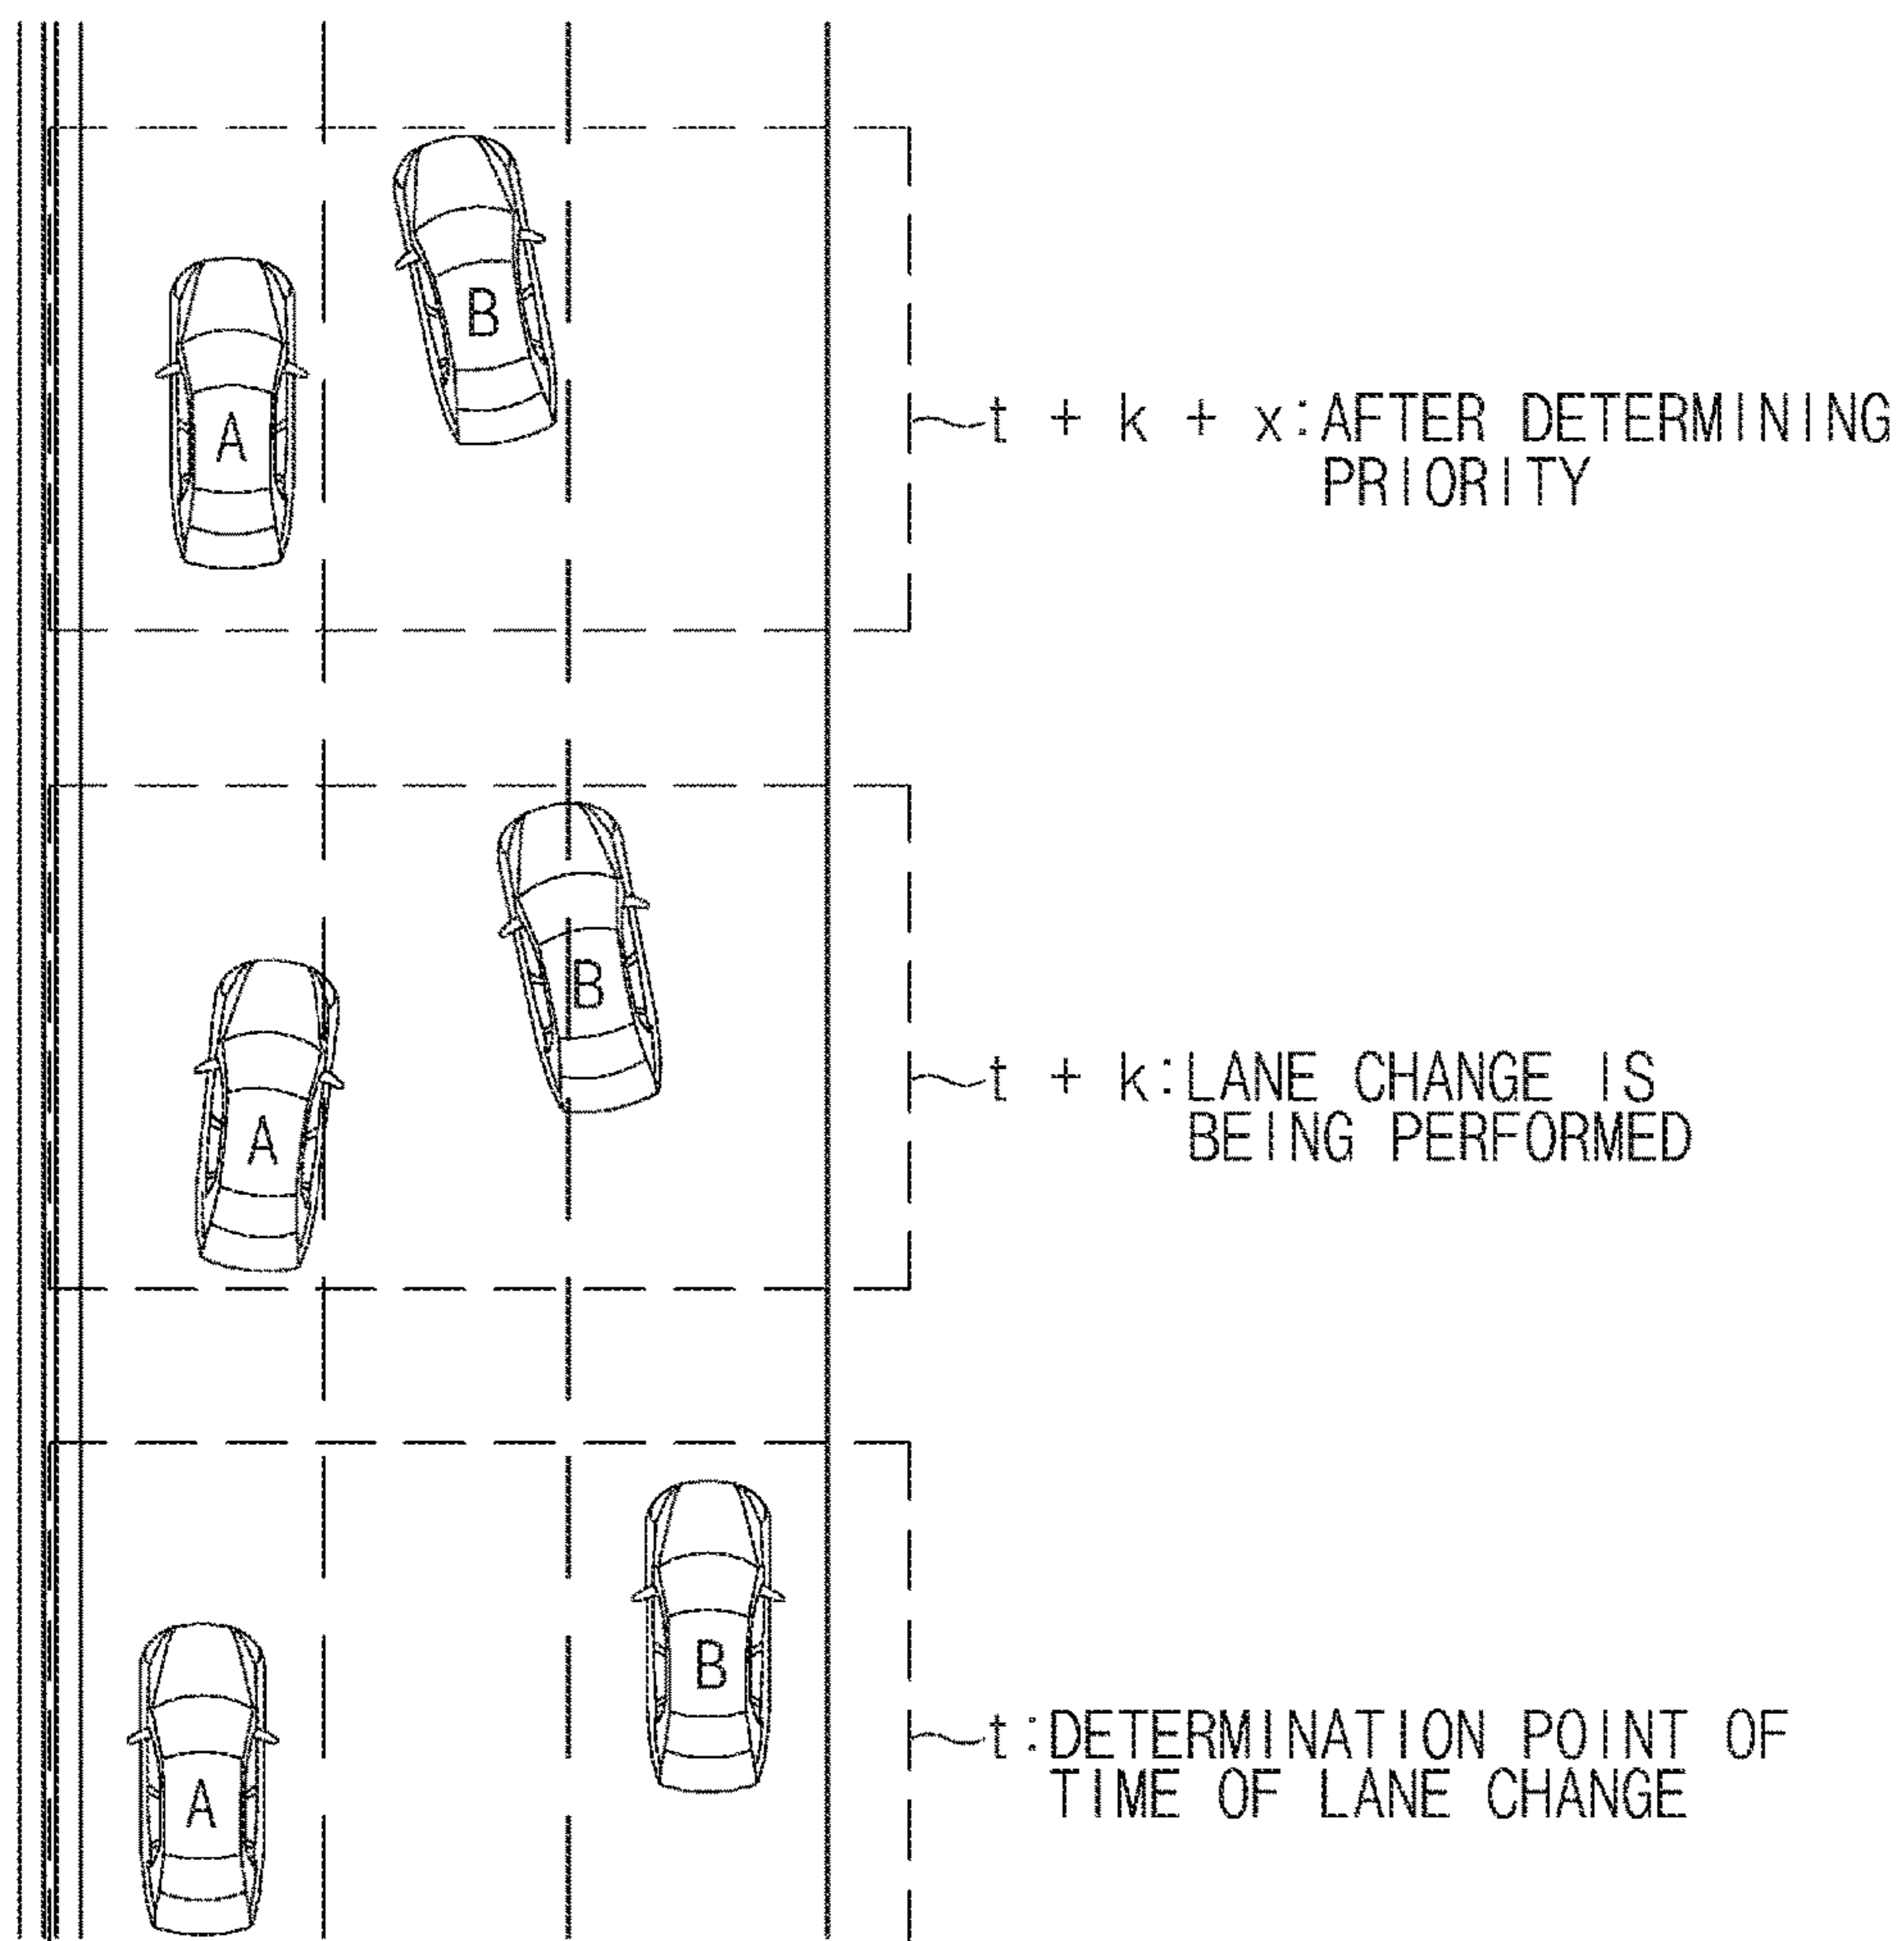 B
A
t + k + x:AFTER DETERMINING
PRIORITY
B
A
t + k:LANE CHANGE IS
BEING PERFORMED
B
A
t:DETERMINATION POINT OF
TIME OF LANE CHANGE